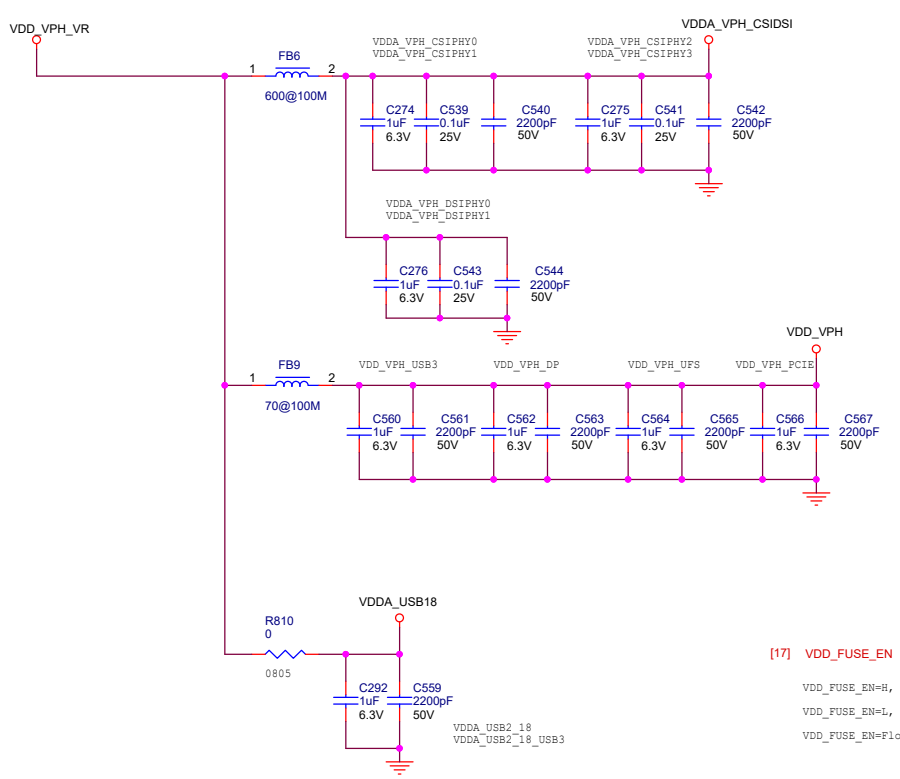 VDD_VPH_VR
VDDA_VPH_CSIDSI
VDDA_VPH_CSIPHY0
VDDA_VPH_CSIPHY1
VDDA_VPH_CSIPHY2
VDDA_VPH_CSIPHY3
FB6
1 2
600@100M
C274
1uF
6.3V
C539
0.1uF
25V
C540
2200pF
50V
C275
1uF
6.3V
C541
0.1uF
25V
C542
2200pF
50V
VDDA_VPH_DSIPHY0
VDDA_VPH_DSIPHY1
C276
1uF
6.3V
C543
0.1uF
25V
C544
2200pF
50V
VDD_VPH
FB9
1 2
70@100M
VDD_VPH_USB3
VDD_VPH_DP
VDD_VPH_UFS
VDD_VPH_PCIE
C560
1uF
6.3V
C561
2200pF
50V
C562
1uF
6.3V
C563
2200pF
50V
C564
1uF
6.3V
C565
2200pF
50V
C566
1uF
6.3V
C567
2200pF
50V
VDDA_USB18
R810
0
0805
C292
1uF
6.3V
C559
2200pF
50V
VDDA_USB2_18
VDDA_USB2_18_USB3
[17] VDD_FUSE_EN
VDD_FUSE_EN=H,
VDD_FUSE_EN=L,
VDD_FUSE_EN=Flo